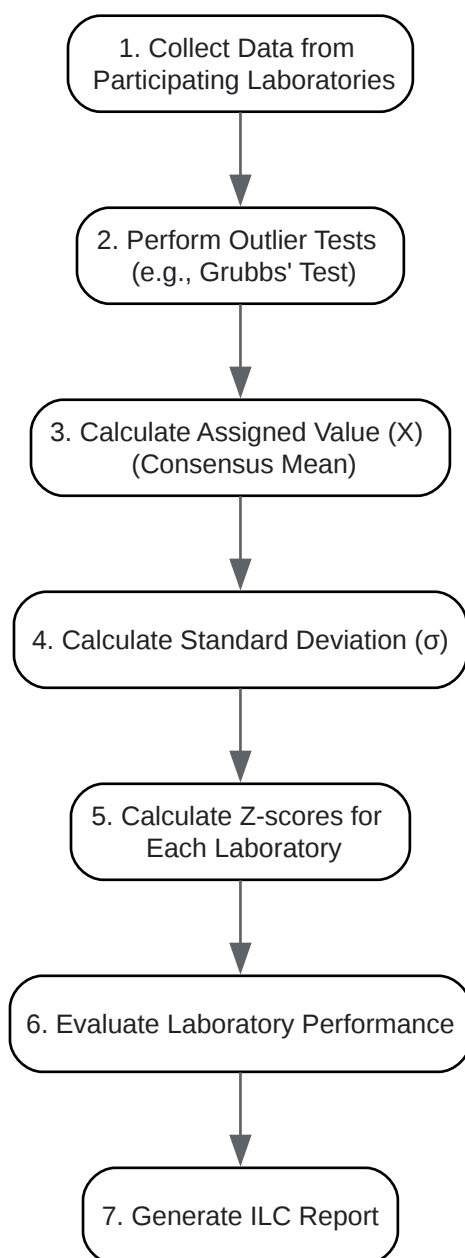 1. Collect Data from
Participating Laboratories
2. Perform Outlier Tests
(e.g., Grubbs' Test)
3. Calculate Assigned Value (X)
(Consensus Mean)
4. Calculate Standard Deviation (σ)
5. Calculate Z-scores for
Each Laboratory
6. Evaluate Laboratory Performance
7. Generate ILC Report